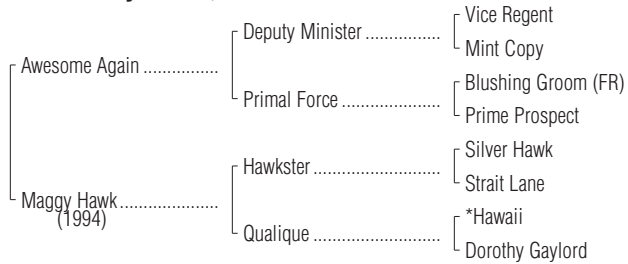 Vice Regent
Deputy Minister ................
Mint Copy
Awesome Again ................
Blushing Groom (FR)
Primal Force .....................
Prime Prospect
Silver Hawk
Hawkster ...........................
Strait Lane
Maggy Hawk.....................
(1994)
*Hawaii
Qualique ...........................
Dorothy Gaylord